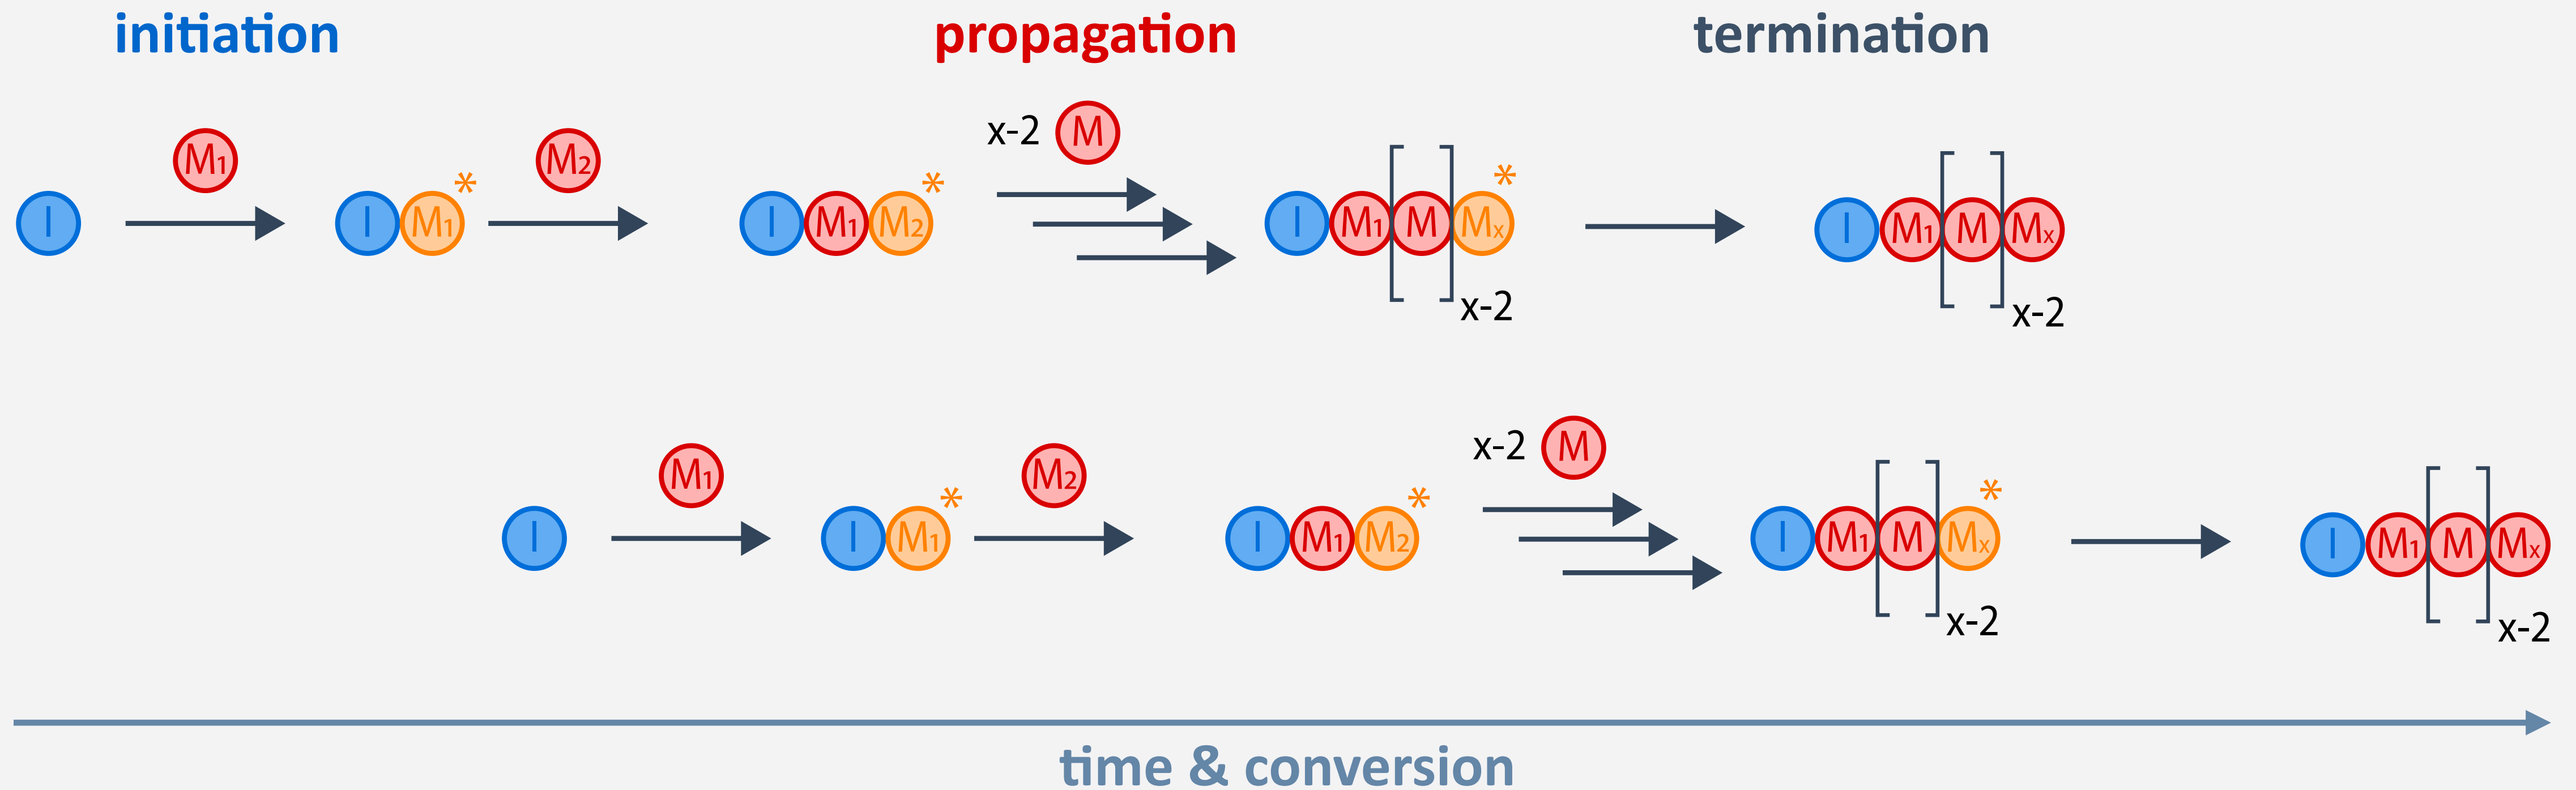 initiation propagation termination
M1 M2 x-2 M
I I M1 * I M1 M2 * I M1 M Mx * I M1 M Mx
x-2 x-2
M1 M2 x-2 M
I I M1 * I M1 M2 * I M1 M Mx * I M1 M Mx
x-2 x-2
time & conversion